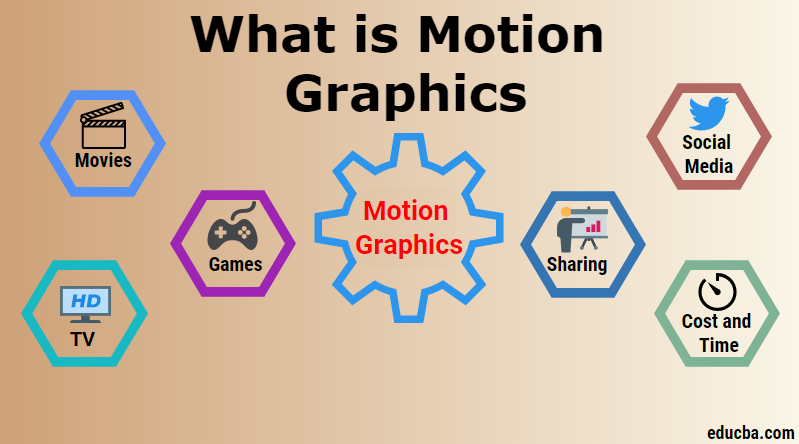 What is Motion
Graphics
Movies
Games
HD
TV
Motion
Graphics
Social
Media
Sharing
Cost and
Time
educba.com